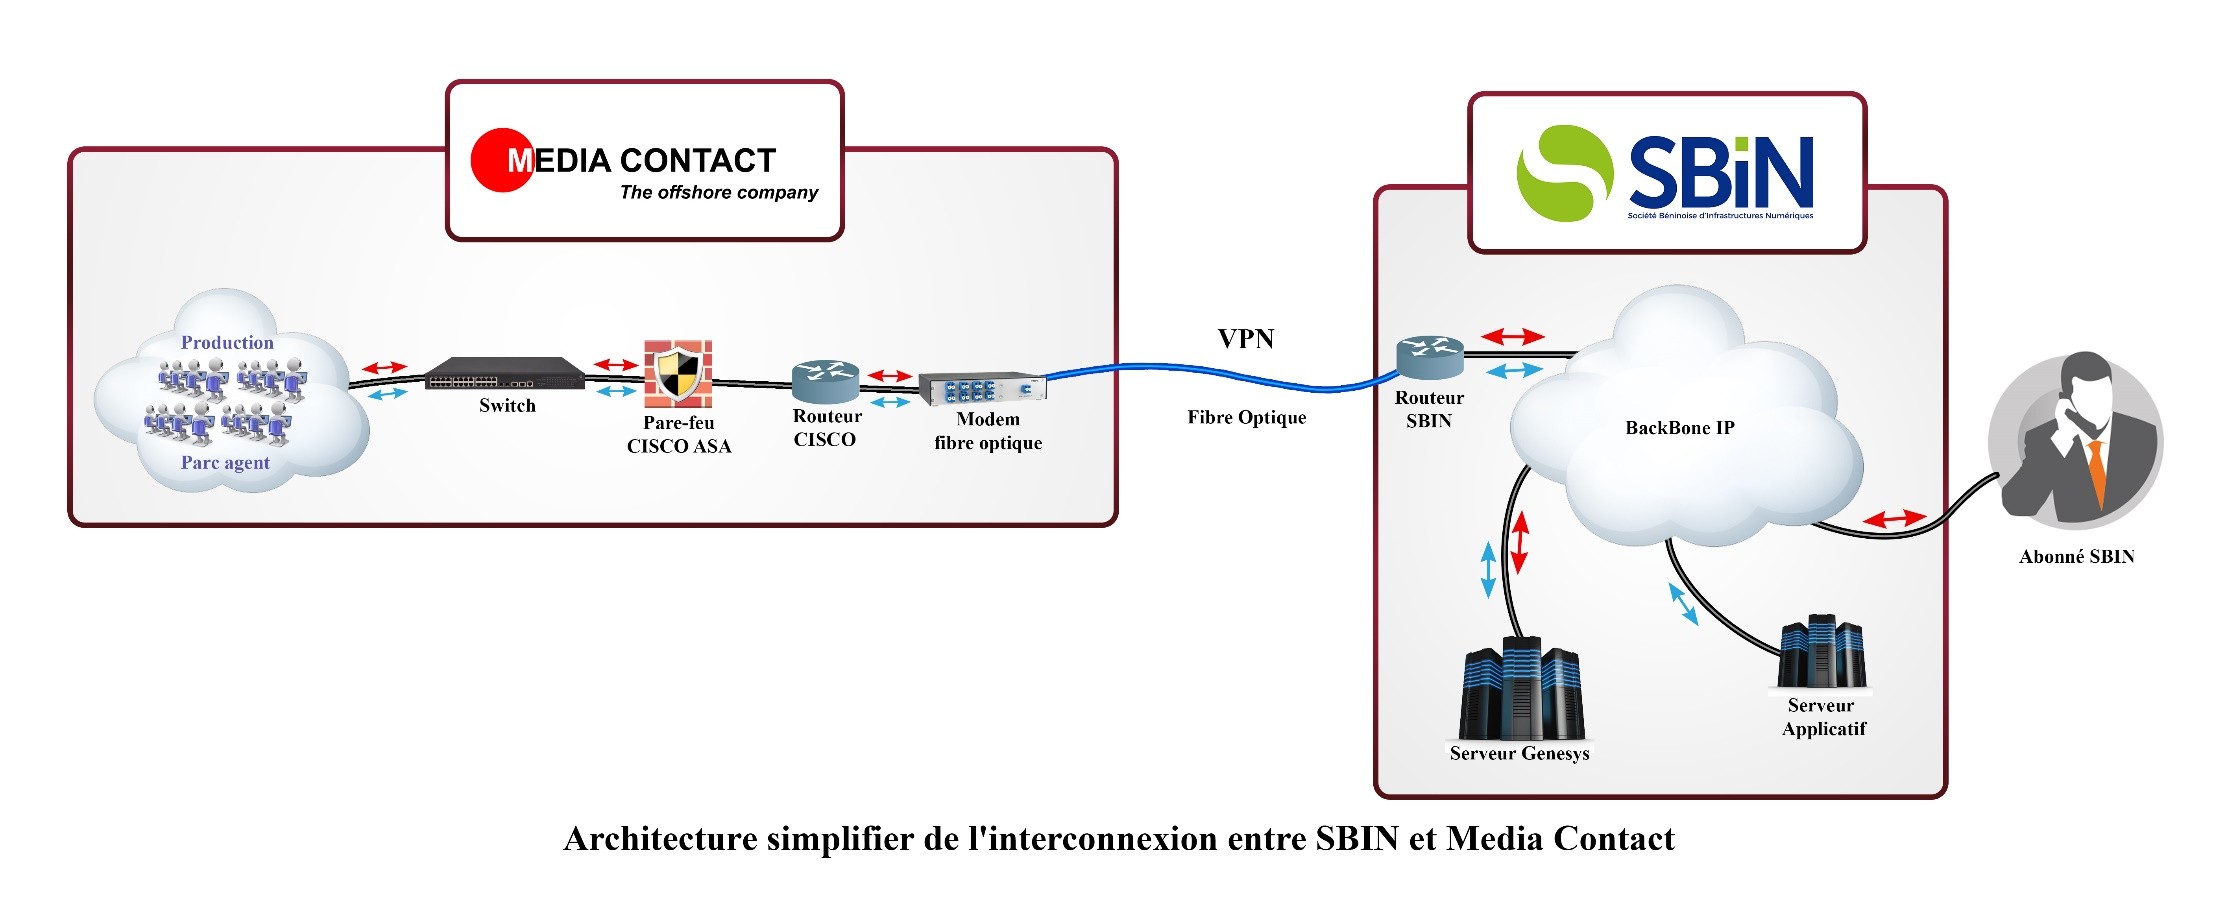 MEDIA CONTACT
The offshore company
SBiN
Société Béninoise d'Infrastructures Numériques
Production
Parc agent
Switch
Pare-feu
CISCO ASA
Routeur
CISCO
Modem
fibre optique
VPN
Fibre Optique
Routeur
SBIN
BackBone IP
Abonné SBIN
Serveur
Applicatif
Serveur Genesys
Architecture simplifier de l'interconnexion entre SBIN et Media Contact